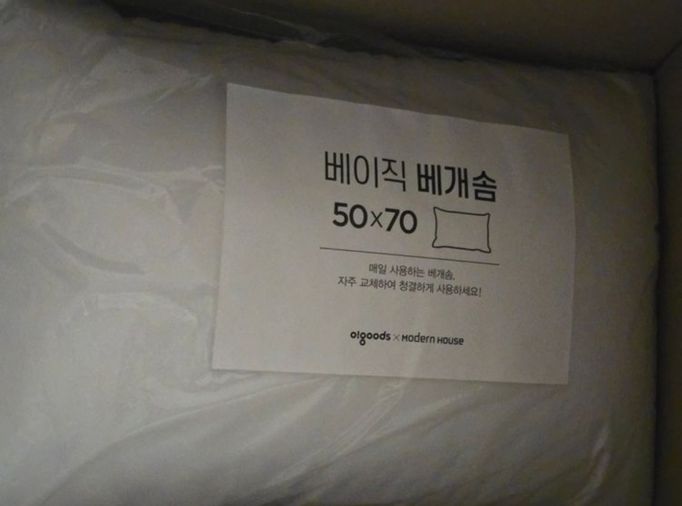 베이직 베개솜
50x70
매일 사용하는 베개솜,
자주 교체하여 청결하게 사용하세요!
o!goods x Modern House